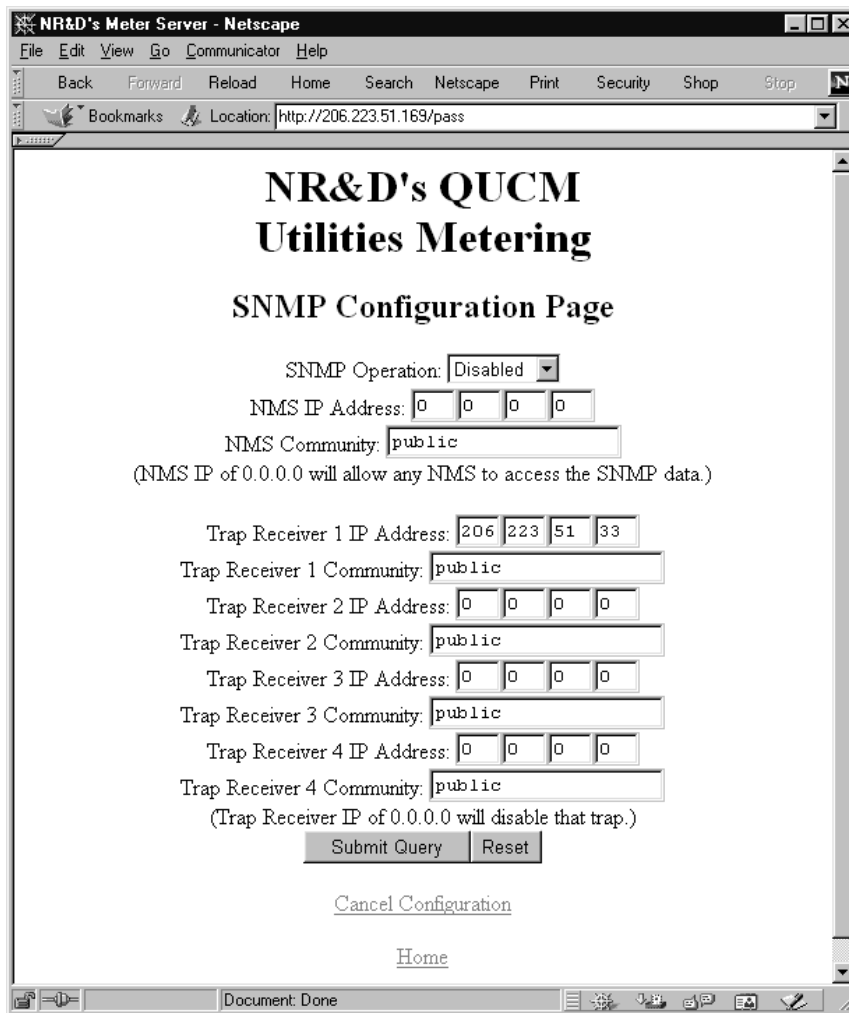 NR&D's Meter Server - Netscape
File Edit View Go Communicator Help
Back Forward Reload Home Search Netscape Print Security Shop Stop N
Bookmarks Location: http://206.223.51.169/pass
NR&D's QUCM
Utilities Metering
SNMP Configuration Page
SNMP Operation: Disabled
NMS IP Address: 0 0 0 0
NMS Community: public
(NMS IP of 0.0.0.0 will allow any NMS to access the SNMP data.)
Trap Receiver 1 IP Address: 206 223 51 33
Trap Receiver 1 Community: public
Trap Receiver 2 IP Address: 0 0 0 0
Trap Receiver 2 Community: public
Trap Receiver 3 IP Address: 0 0 0 0
Trap Receiver 3 Community: public
Trap Receiver 4 IP Address: 0 0 0 0
Trap Receiver 4 Community: public
(Trap Receiver IP of 0.0.0.0 will disable that trap.)
Submit Query Reset
Cancel Configuration
Home
Document: Done